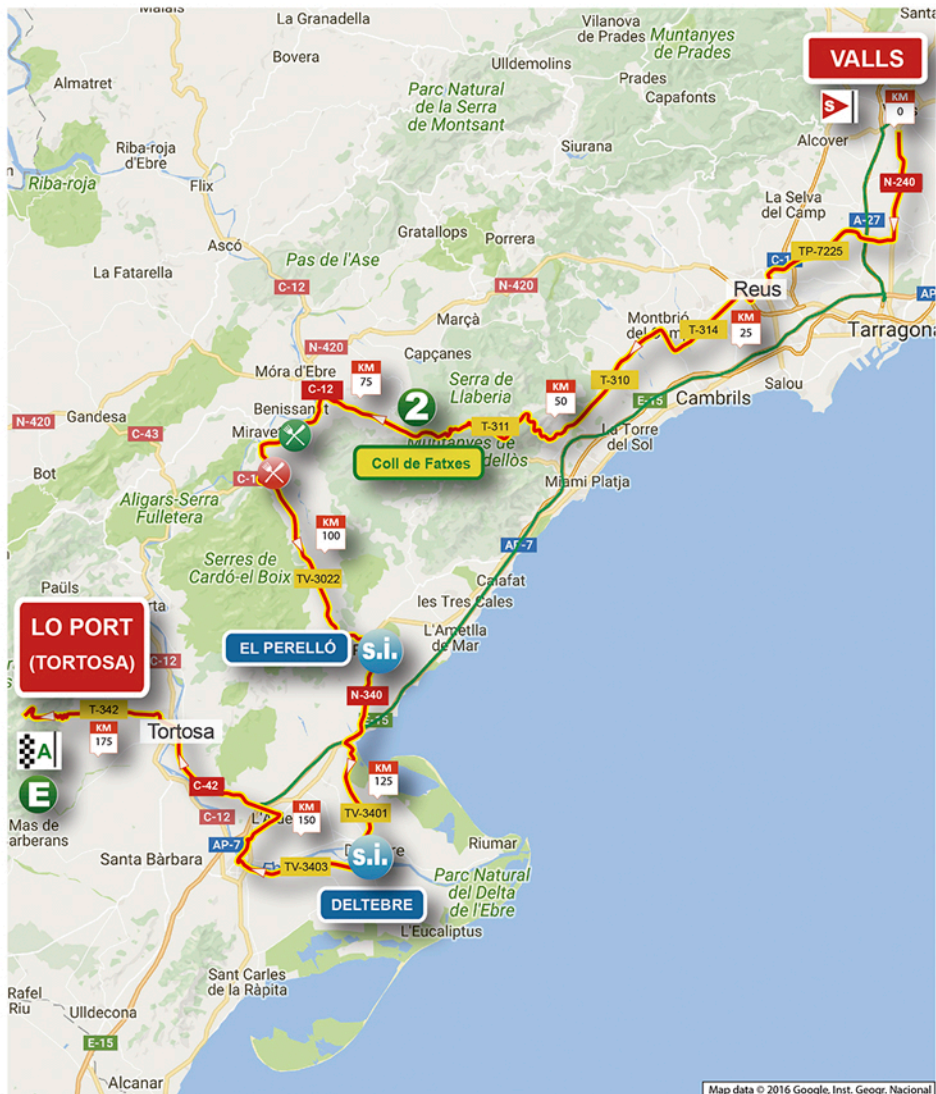 Maials
La Granadella
Bovera
Vilanova
de Prades
Muntanyes
de Prades
Ulldemolins
Prades
Capafonts
VALLS
S
KM
0
Almatret
Parc Natural
de la Serra
de Montsant
Siurana
Alcover
N-240
Riba-roja
d'Ebre
Riba-roja
Flix
La Selva
del Camp
A-27
TP-7225
Ascó
Gratallops
Porrera
Pas de l'Ase
La Fatarella
C-12
N-420
Reus
AP
Marçà
Montbrió
T-314
KM
25
Tarragona
N-420
Capçanes
Móra d'Ebre
C-12
KM
75
Serra de
Llaberia
T-310
KM
50
Salou
E-15
Cambrils
Gandesa
N-420
Benissanet
2
T-311
C-43
La Torre
del Sol
Coll de Fatxes
Bot
Miami Platja
Aligars-Serra
Fulletera
KM
100
AP-7
Serres de
Cardó-el Boix
TV-3022
Calafat
les Tres Cales
Paüls
L'Ametlla
de Mar
LO PORT
(TORTOSA)
EL PERELLÓ
s.i.
C-12
N-340
E-15
T-342
KM
175
Tortosa
A
E
KM
125
C-42
C-12
KM
150
TV-3401
Mas de
AP-7
Santa Bàrbara
TV-3403
s.i.
Riumar
DELTEBRE
Parc Natural
del Delta
de l'Ebre
L'Eucaliptus
Sant Carles
de la Ràpita
Rafel
Riu
Ulldecona
E-15
Alcanar
Map data © 2016 Google, Inst. Geogr. Nacional